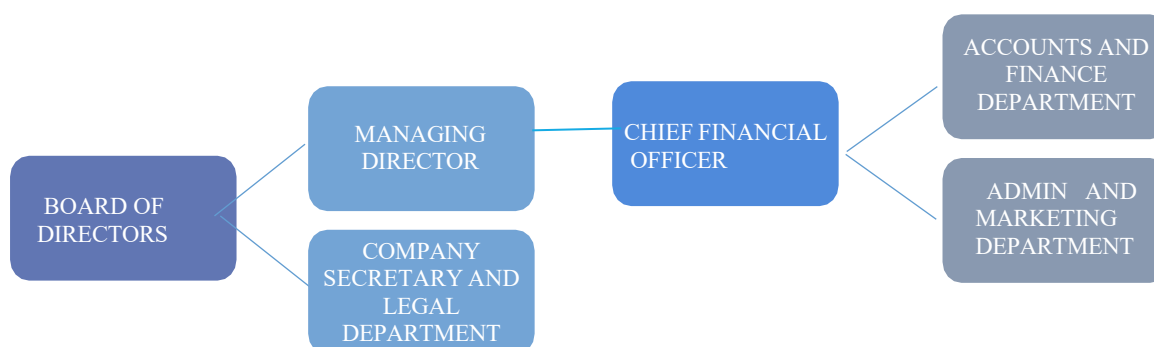 BOARD OF
DIRECTORS
MANAGING
DIRECTOR
COMPANY
SECRETARY AND
LEGAL
DEPARTMENT
CHIEF FINANCIAL
OFFICER
ACCOUNTS AND
FINANCE
DEPARTMENT
ADMIN AND
MARKETING
DEPARTMENT